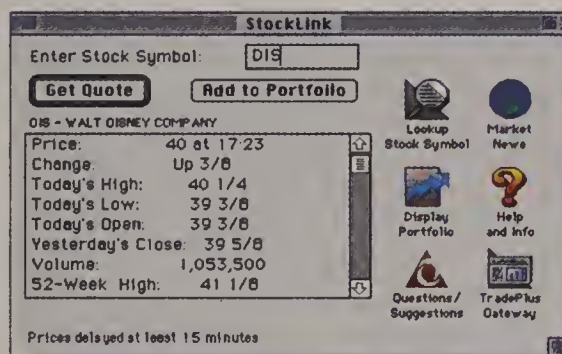 StockLink
Enter Stock Symbol: DIS
Get Quote
Add to Portfolio
DIS - WALT DISNEY COMPANY
Price: 40 at 17:23
Change: Up 3/8
Today's High: 40 1/4
Today's Low: 39 3/8
Today's Open: 39 3/8
Yesterday's Close: 39 5/8
Volume: 1,053,500
52-Week High: 41 1/8
Prices delayed at least 15 minutes
Lookup
Stock Symbol
Market
News
Display
Portfolio
Help
and Info
Questions/
Suggestions
TradePlus
Gateway